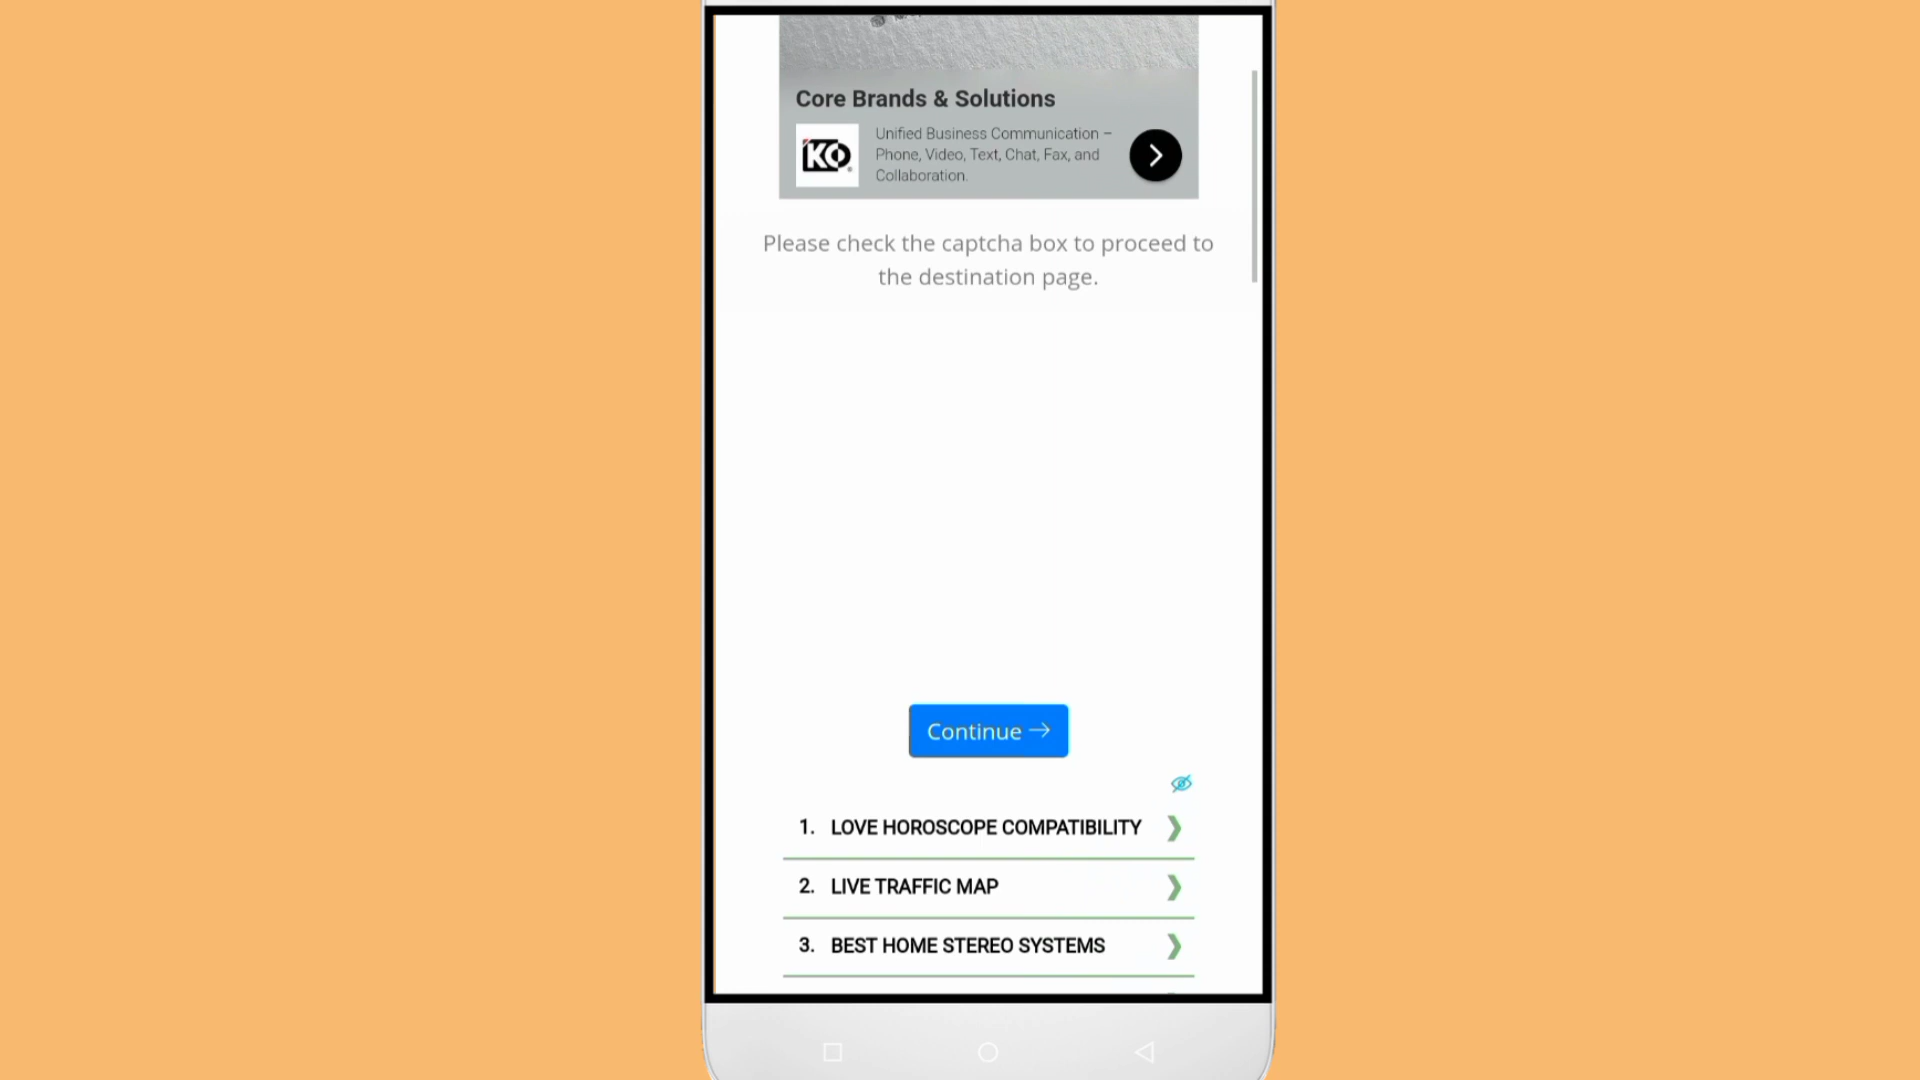 Core Brands & Solutions
KO
Unified Business Communication –
Phone, Video, Text, Chat, Fax, and
Collaboration.
Please check the captcha box to proceed to
the destination page.
Continue →
1. LOVE HOROSCOPE COMPATIBILITY
2. LIVE TRAFFIC MAP
3. BEST HOME STEREO SYSTEMS